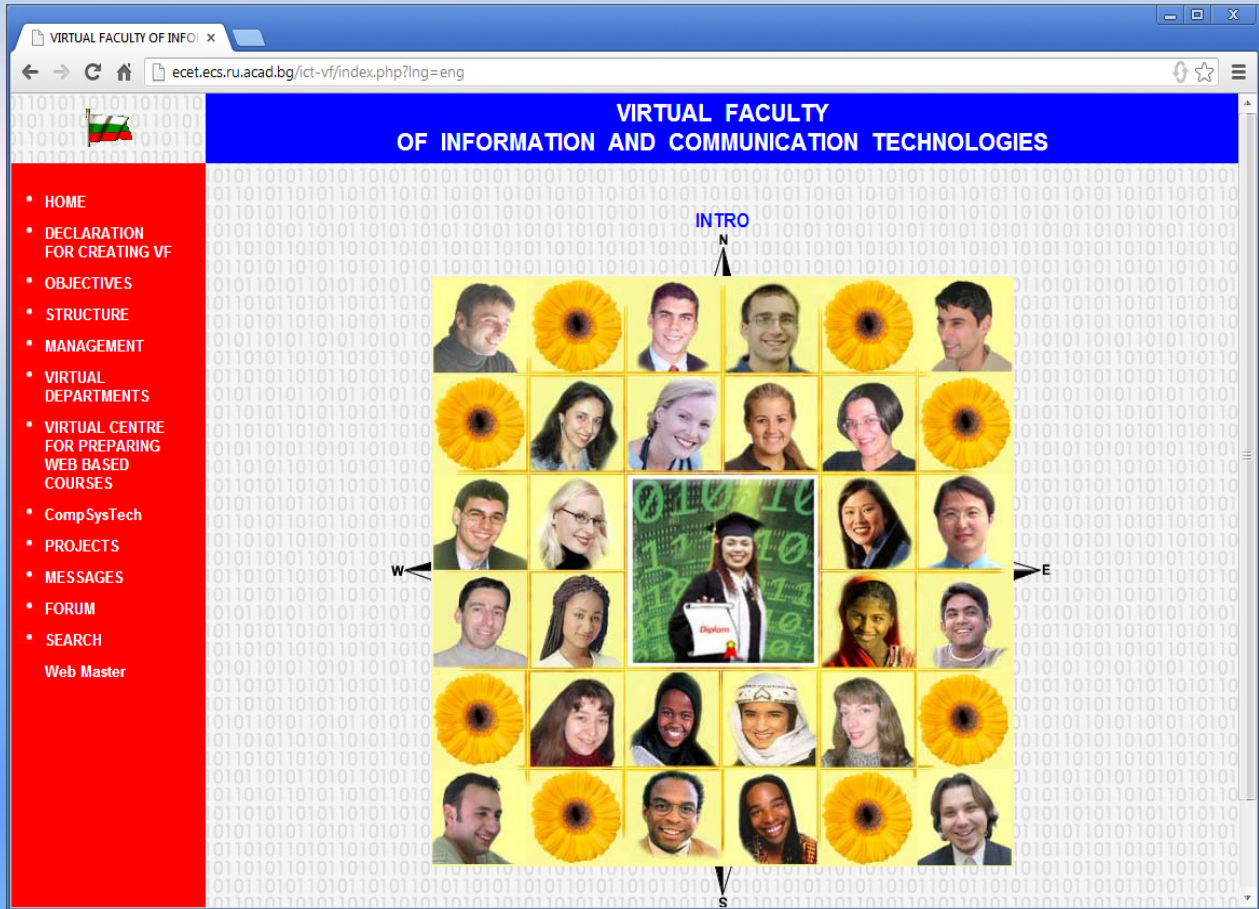 VIRTUAL FACULTY OF INFO
ecet.ecs.ru.acad.bg/ict-vf/index.php?lng=eng
VIRTUAL FACULTY
OF INFORMATION AND COMMUNICATION TECHNOLOGIES
HOME
DECLARATION
FOR CREATING VF
OBJECTIVES
STRUCTURE
MANAGEMENT
VIRTUAL
DEPARTMENTS
VIRTUAL CENTRE
FOR PREPARING
WEB BASED
COURSES
CompSysTech
PROJECTS
MESSAGES
FORUM
SEARCH
Web Master
INTRO
N
W
E
Diplom
S